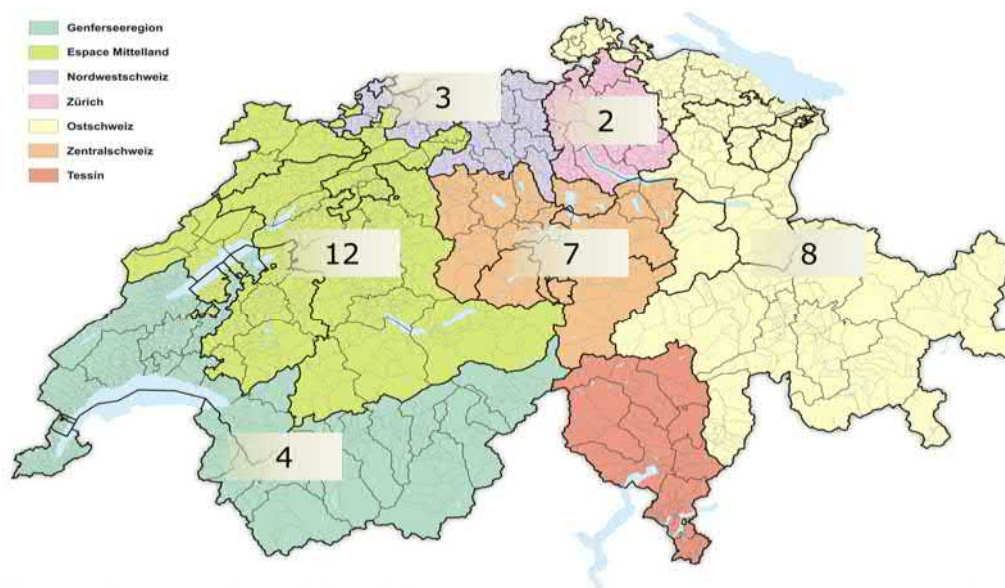 Genferseeregion
Espace Mittelland
Nordwestschweiz
Zürich
Ostschweiz
Zentralschweiz
Tessin
3
2
12
7
8
4